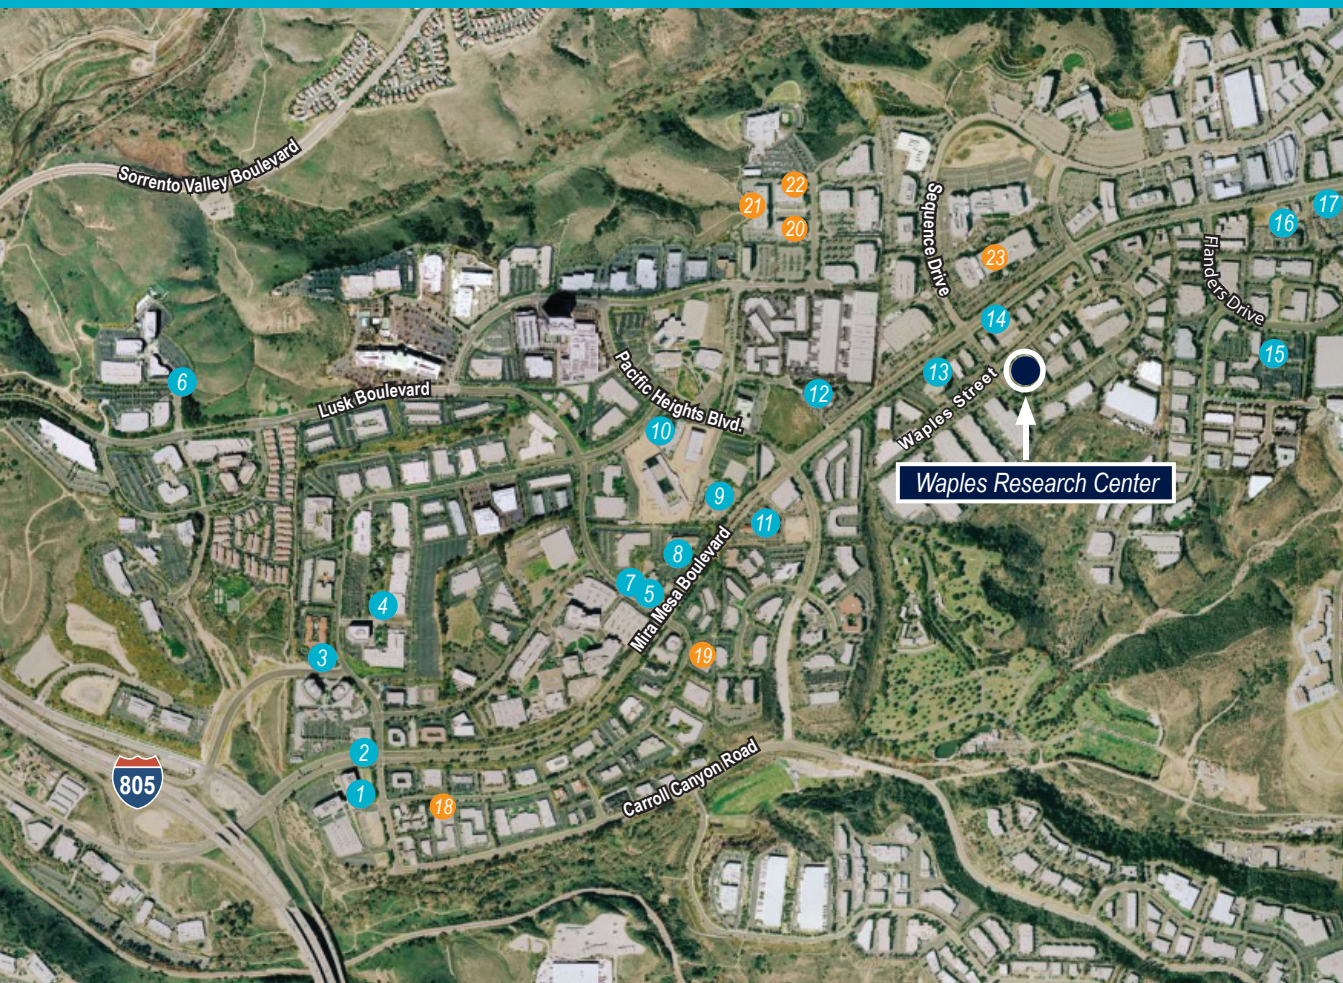 Sorrento Valley Boulevard
22
21
20
Sequence Drive
17
16
23
Flanders Drive
14
15
6
Lusk Boulevard
Pacific Heights Blvd.
12
13
Waples Street
10
Waples Research Center
9
11
8
Mira Mesa Boulevard
7
5
4
3
19
2
805
1
18
Carroll Canyon Road